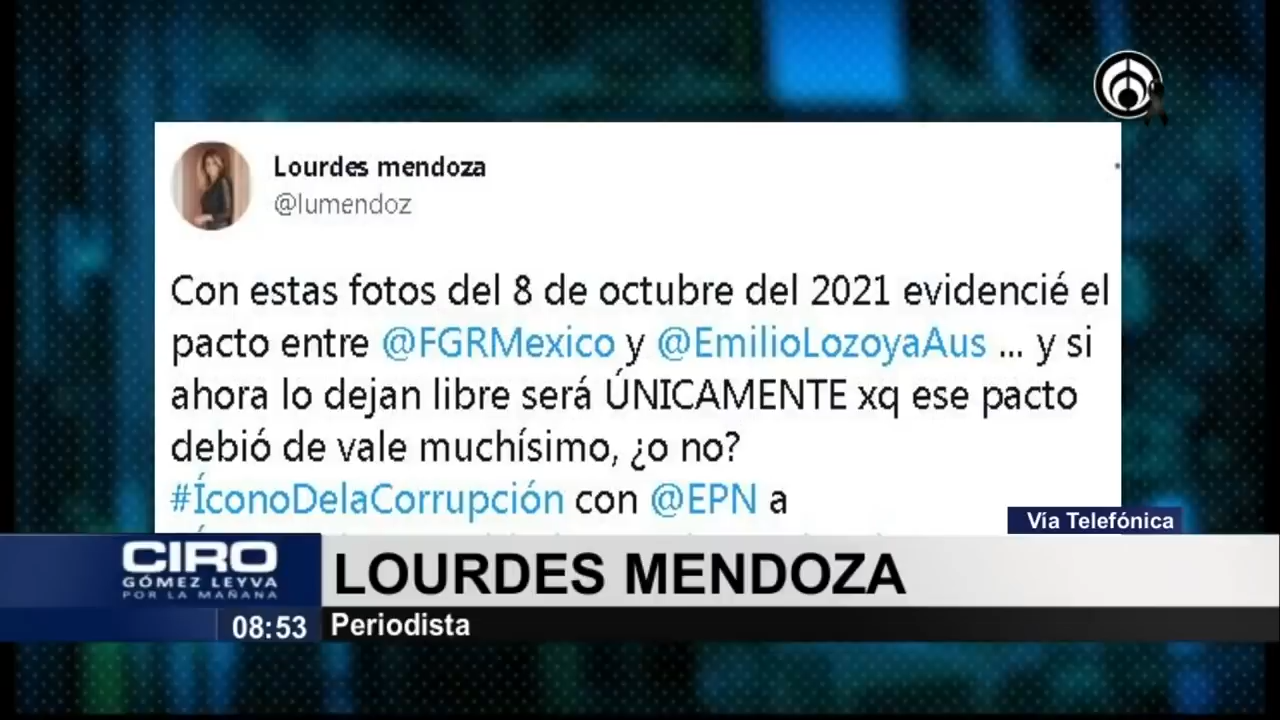 Lourdes mendoza
@lumendoz
Con estas fotos del 8 de octubre del 2021 evidencié el
pacto entre @FGRMexico y @EmilioLozoyaAus ... y si
ahora lo dejan libre será ÚNICAMENTE xq ese pacto
debió de vale muchísimo, ¿o no?
#ÍconoDelaCorrupción con @EPN a
Vía Telefónica
CIRO
GÓMEZ LEYVA
POR LA MAÑANA
LOURDES MENDOZA
08:53
Periodista